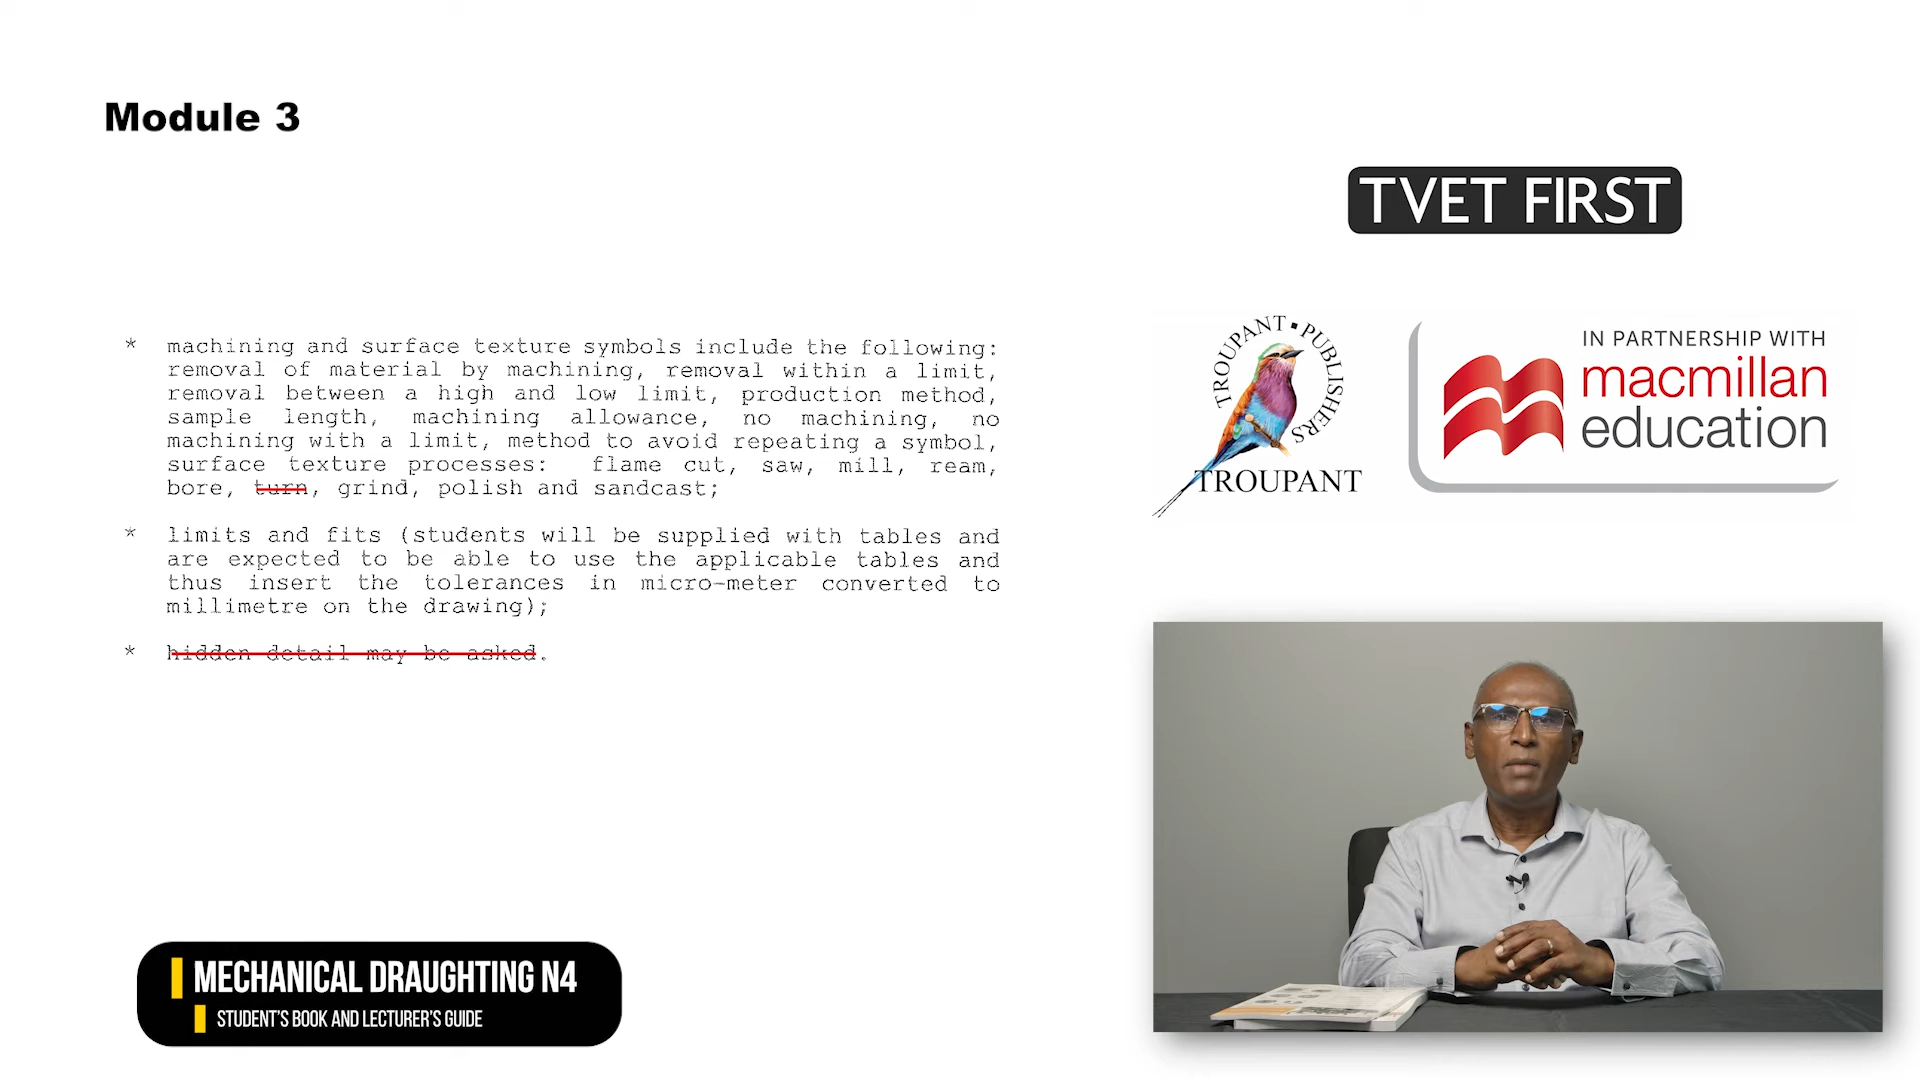 Module 3
TVET FIRST
TROUPANT ▪ PUBLISHERS
TROUPANT
IN PARTNERSHIP WITH
macmillan
education
* machining and surface texture symbols include the following:
removal of material by machining, removal within a limit,
removal between a high and low limit, production method,
sample length, machining allowance, no machining, no
machining with a limit, method to avoid repeating a symbol,
surface texture processes: flame cut, saw, mill, ream,
bore, turn, grind, polish and sandcast;
* limits and fits (students will be supplied with tables and
are expected to be able to use the applicable tables and
thus insert the tolerances in micro-meter converted to
millimetre on the drawing);
* hidden detail may be asked.
MECHANICAL DRAUGHTING N4
STUDENT'S BOOK AND LECTURER'S GUIDE